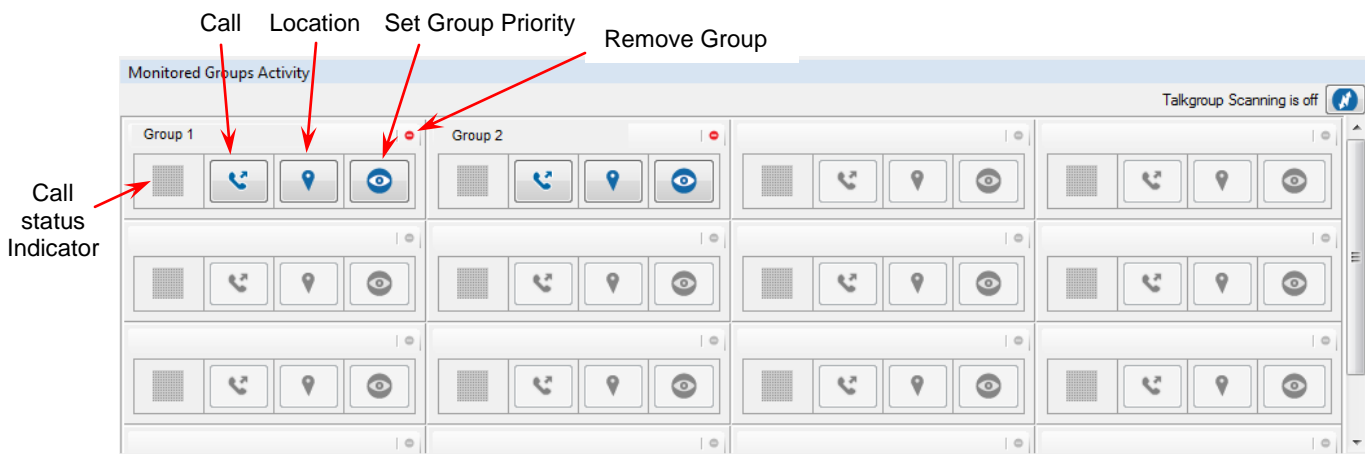 Call Location Set Group Priority
Remove Group
Monitored Groups Activity
Talkgroup Scanning is off
Group 1
Group 2
Call
status
Indicator